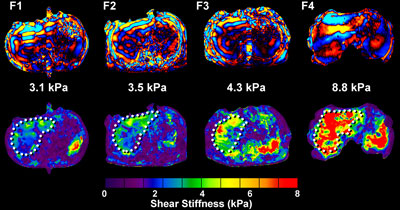 F1 F2 F3 F4
3.1 kPa 3.5 kPa 4.3 kPa 8.8 kPa
0 2 4 6 8
Shear Stiffness (kPa)